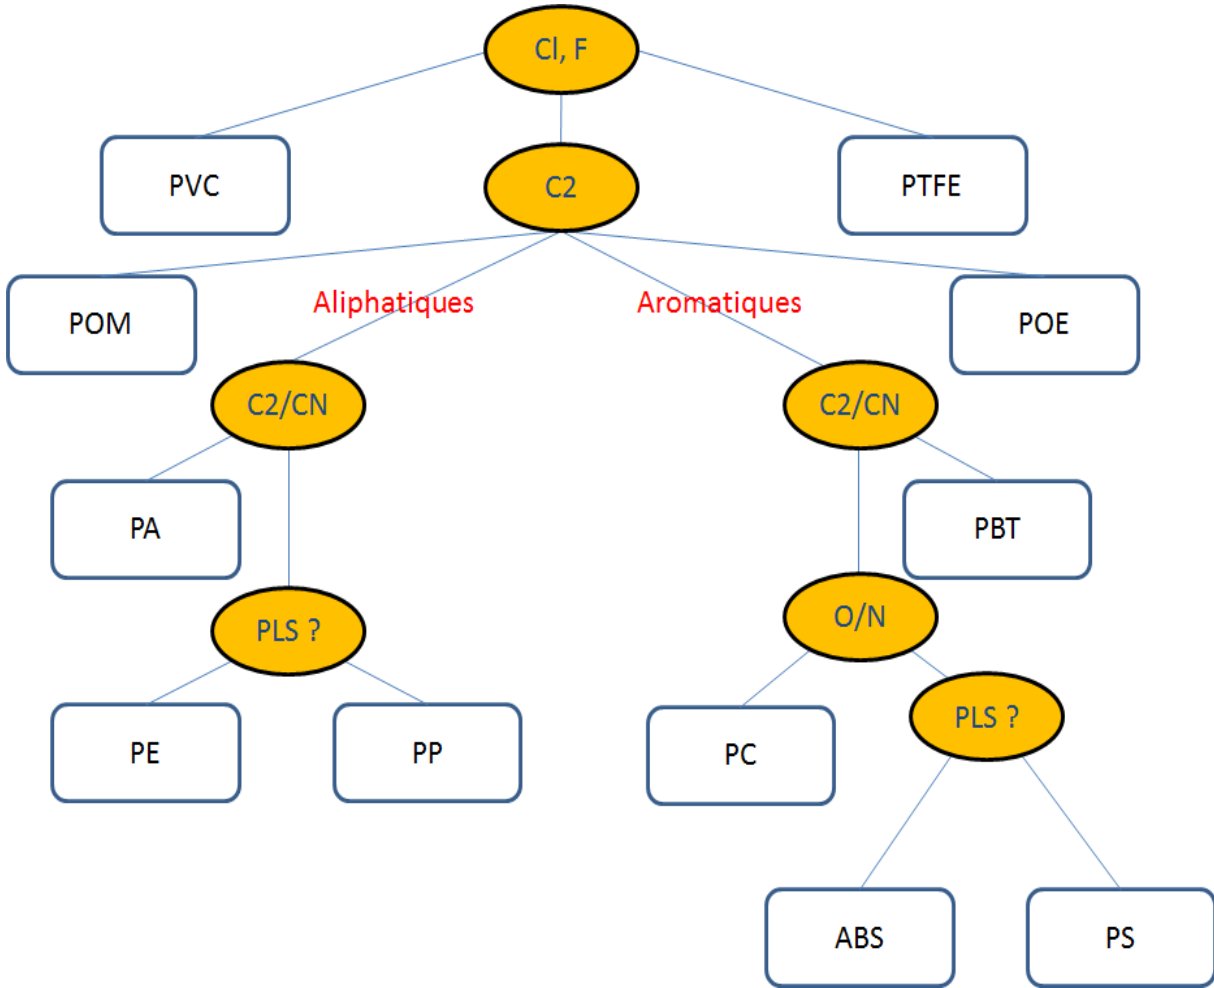 Cl, F
PVC
C2
PTFE
POM
Aliphatiques
Aromatiques
POE
C2/CN
C2/CN
PA
PBT
PLS ?
O/N
PE
PP
PC
PLS ?
ABS
PS